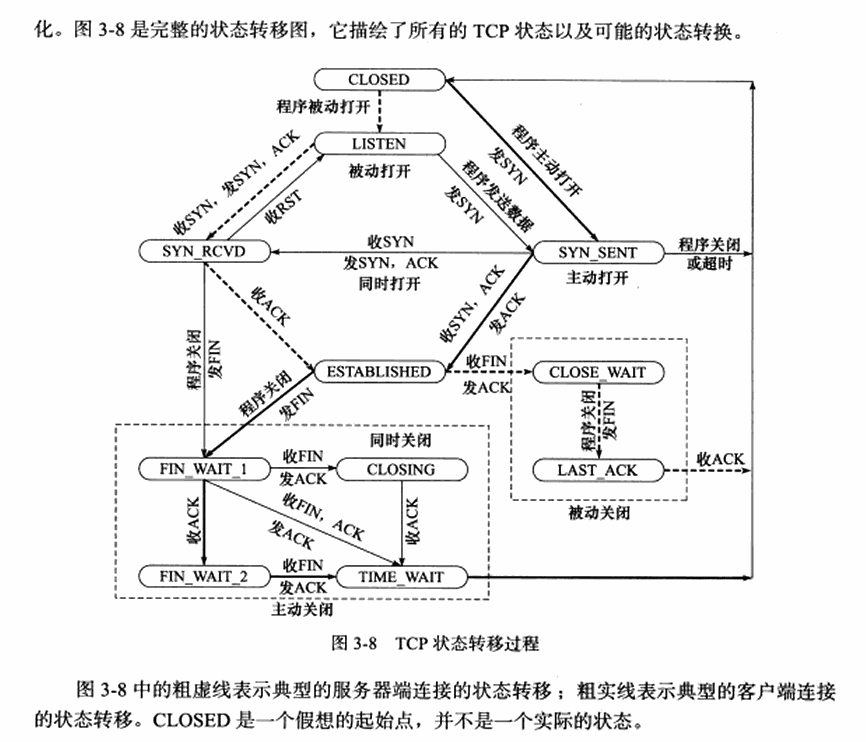 化。图 3-8 是完整的状态转移图，它描绘了所有的 TCP 状态以及可能的状态转换。
CLOSED
程序被动打开
LISTEN
被动打开
程序主动打开
发SYN
收SYN，发SYN，ACK
收RST
程序发送数据
发SYN
SYN_RCVD
收SYN
发SYN，ACK
同时打开
SYN_SENT
主动打开
程序关闭
或超时
收ACK
收SYN，ACK
发ACK
程序关闭
发FIN
ESTABLISHED
收FIN
发ACK
CLOSE_WAIT
程序关闭
发FIN
程序关闭
发FIN
LAST_ACK
收ACK
被动关闭
同时关闭
FIN_WAIT_1
收FIN
发ACK
CLOSING
收ACK
收FIN，ACK
发ACK
收ACK
FIN_WAIT_2
收FIN
发ACK
TIME_WAIT
主动关闭
图 3-8 TCP 状态转移过程
图 3-8 中的粗虚线表示典型的服务器端连接的状态转移；粗实线表示典型的客户端连接
的状态转移。CLOSED 是一个假想的起始点，并不是一个实际的状态。